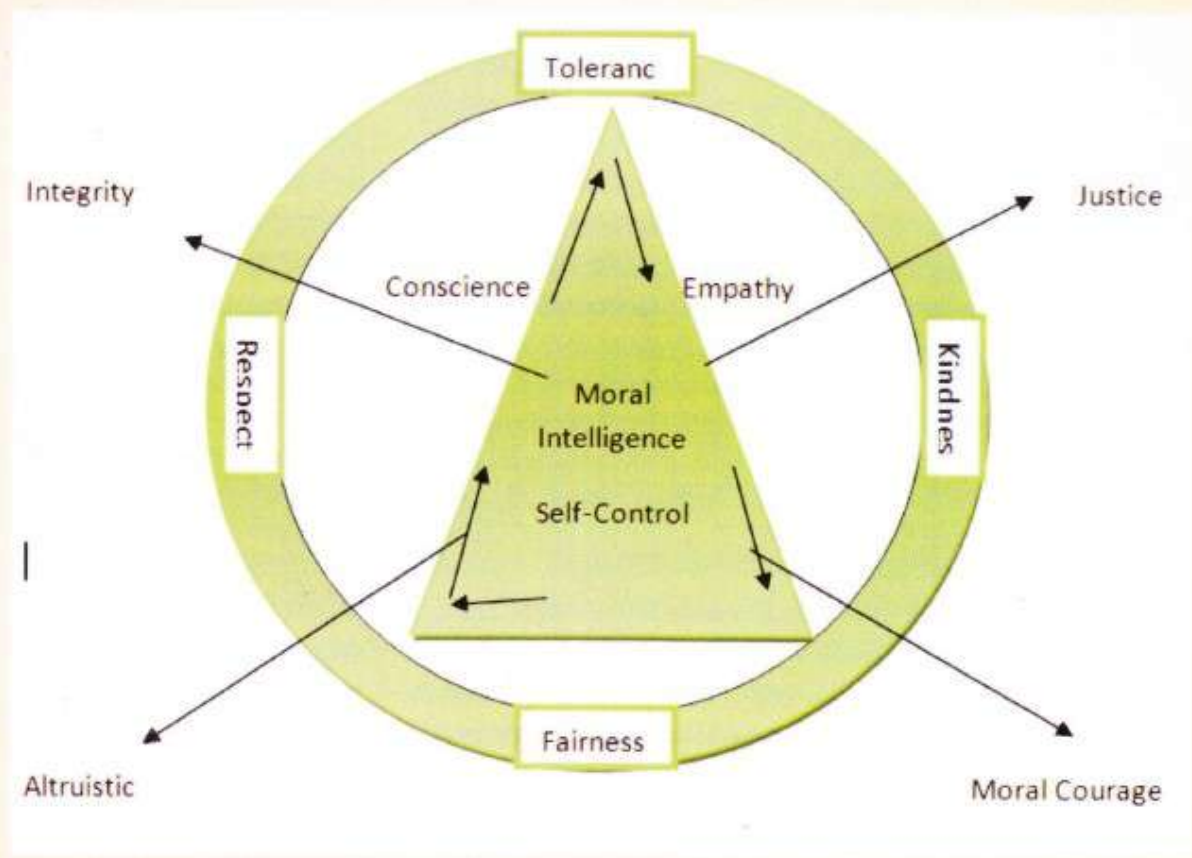 Toleranc
Integrity
Justice
Conscience
Empathy
Respect
Kindnes
Moral
Intelligence
Self-Control
Fairness
Altruistic
Moral Courage